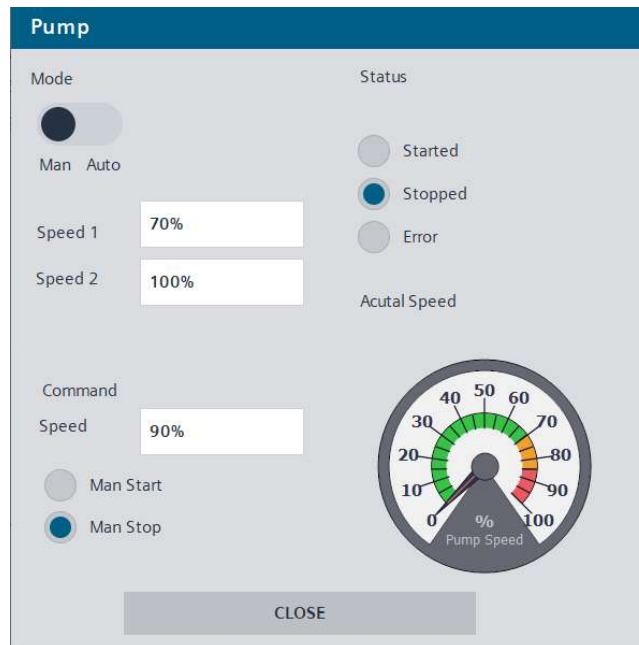 Pump
Mode
Man Auto
Speed 1 70%
Speed 2 100%
Status
Started
Stopped
Error
Acutal Speed
Command
Speed 90%
Man Start
Man Stop
0 10 20 30 40 50 60 70 80 90 100
%
Pump Speed
CLOSE